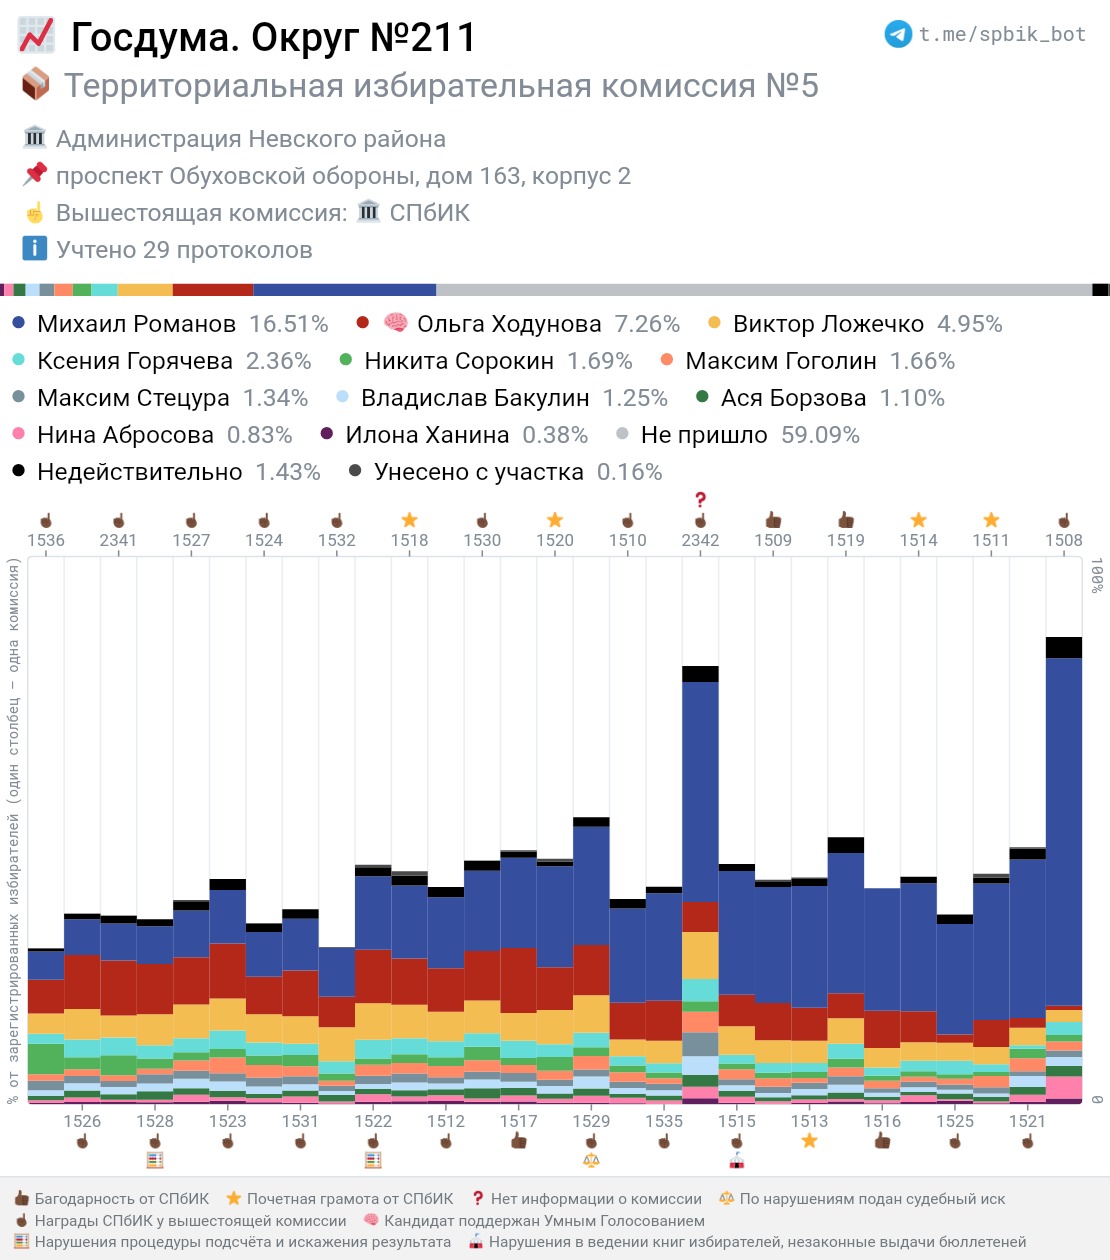 Госдума. Округ №211
t.me/spbik_bot
Территориальная избирательная комиссия №5
Администрация Невского района
проспект Обуховской обороны, дом 163, корпус 2
Вышестоящая комиссия: СПбИК
Учтено 29 протоколов
Михаил Романов 16.51% Ольга Ходунова 7.26% Виктор Ложечко 4.95%
Ксения Горячева 2.36% Никита Сорокин 1.69% Максим Гоголин 1.66%
Максим Стецура 1.34% Владислав Бакулин 1.25% Ася Борзова 1.10%
Нина Абросова 0.83% Илона Ханина 0.38% Не пришло 59.09%
Недействительно 1.43% Унесено с участка 0.16%
1536 2341 1527 1524 1532 1518 1530 1520 1510 2342 1509 1519 1514 1511 1508
% от зарегистрированных избирателей (один столбец — одна комиссия)
100%
0
1526 1528 1523 1531 1522 1512 1517 1529 1535 1515 1513 1516 1525 1521
Багодарность от СПбИК Почетная грамота от СПбИК Нет информации о комиссии По нарушениям подан судебный иск
Награды СПбИК у вышестоящей комиссии Кандидат поддержан Умным Голосованием
Нарушения процедуры подсчёта и искажения результата Нарушения в ведении книг избирателей, незаконные выдачи бюллетеней